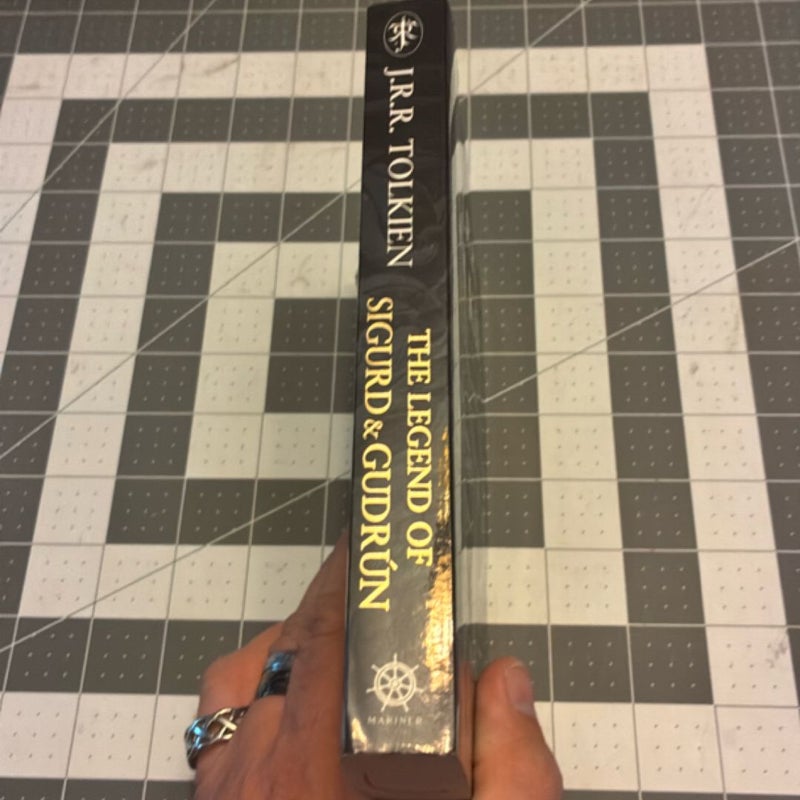 J.R.R. TOLKIEN
THE LEGEND OF
SIGURD & GUDRÚN
MARINER